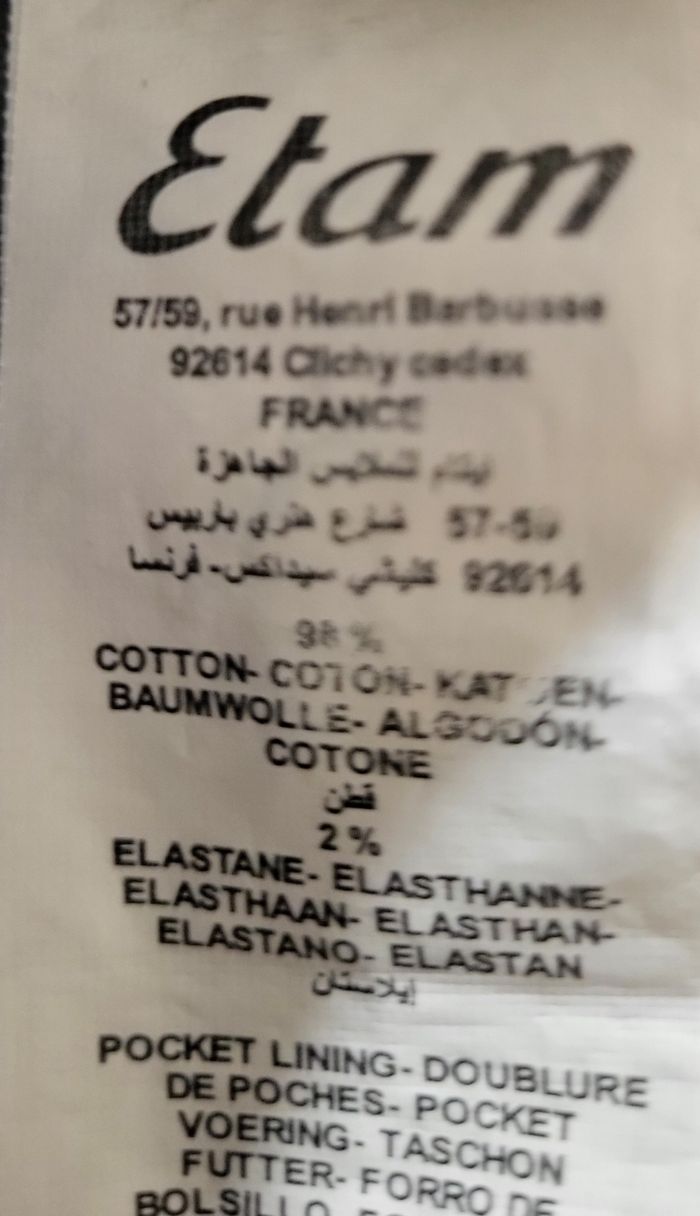 Etam
57/59, rue Henri Barbusse
92614 Clichy cedex
FRANCE
إيتام للملابس الجاهزة
57-59 شارع هنري باربيس
92614 كليشي سيداكس- فرنسا
98 %
COTTON- COTON- KATOEN-
BAUMWOLLE- ALGODÓN-
COTONE
قطن
2 %
ELASTANE- ELASTHANNE-
ELASTHAAN- ELASTHAN-
ELASTANO- ELASTAN
إيلاستان
POCKET LINING- DOUBLURE
DE POCHES- POCKET
VOERING- TASCHON
FUTTER- FORRO DE
BOLSILLO